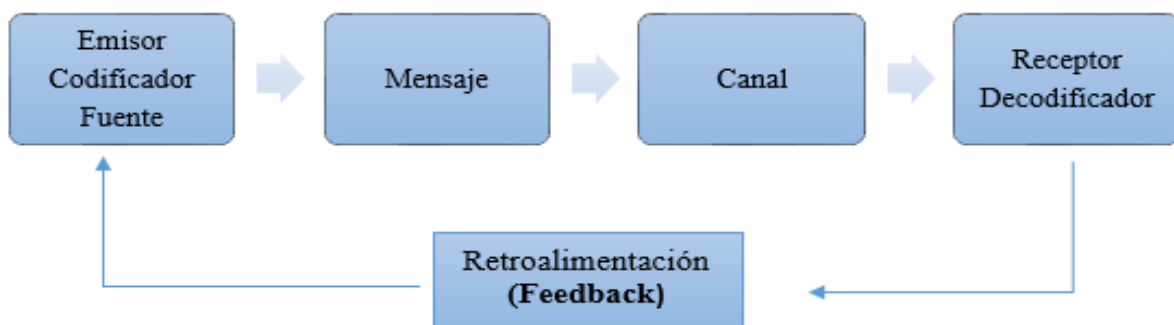 Emisor
Codificador
Fuente
Mensaje
Canal
Receptor
Decodificador
Retroalimentación
(Feedback)